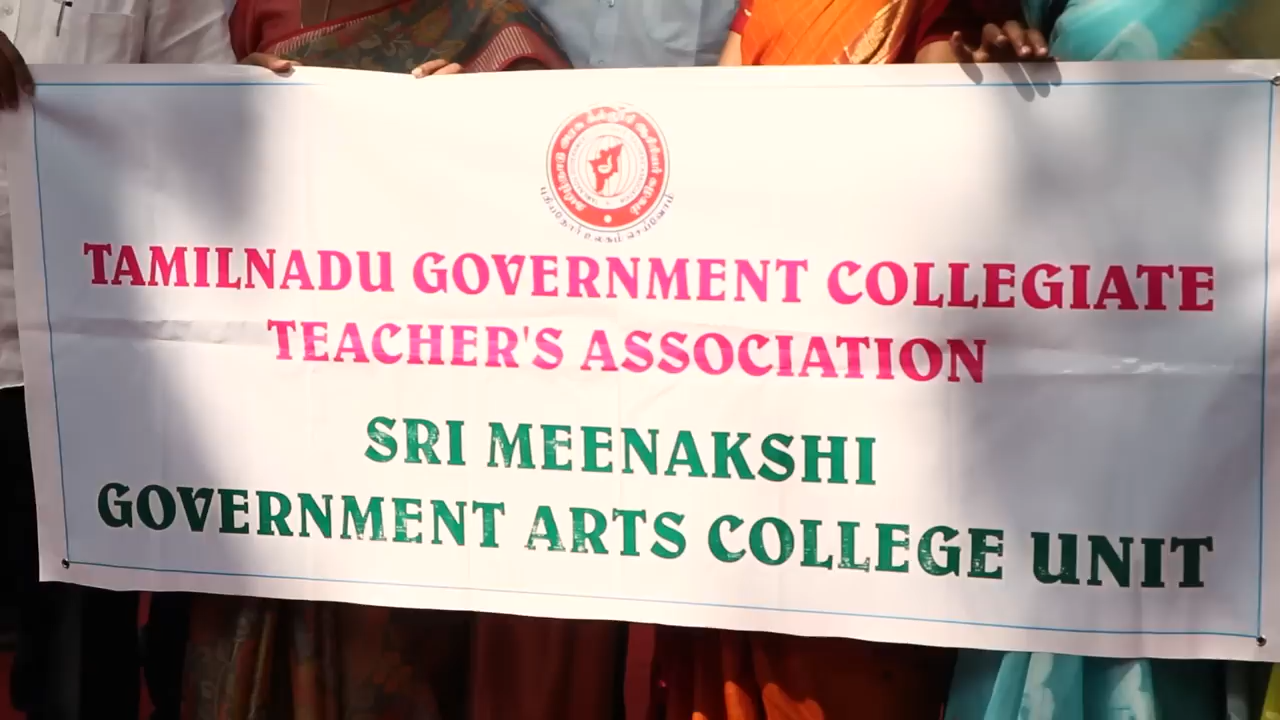 TAMILNADU GOVERNMENT COLLEGIATE
TEACHER'S ASSOCIATION
SRI MEENAKSHI
GOVERNMENT ARTS COLLEGE UNIT